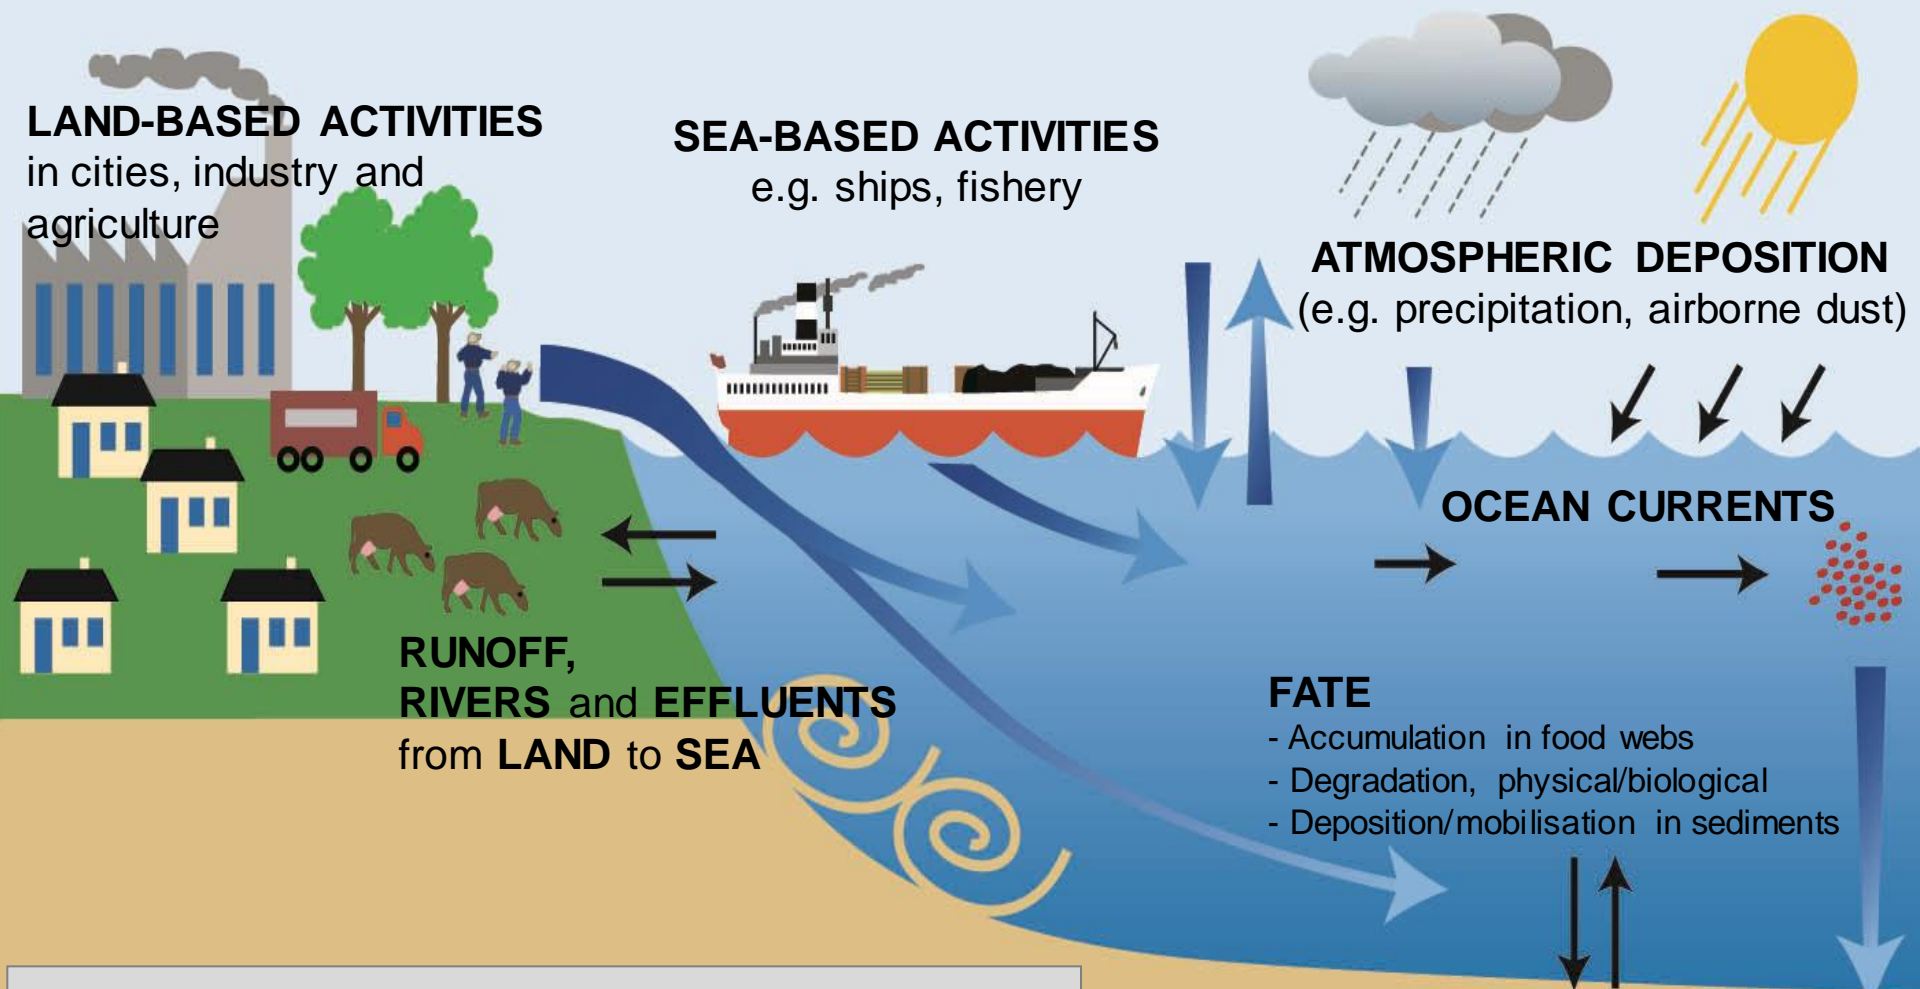 LAND-BASED ACTIVITIES
in cities, industry and
agriculture
SEA-BASED ACTIVITIES
e.g. ships, fishery
ATMOSPHERIC DEPOSITION
(e.g. precipitation, airborne dust)
OCEAN CURRENTS
RUNOFF,
RIVERS and EFFLUENTS
from LAND to SEA
FATE
- Accumulation in food webs
- Degradation, physical/biological
- Deposition/mobilisation in sediments